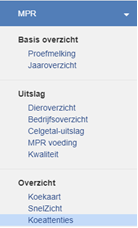 MPR
Basis overzicht
Proefmelking
Jaaroverzicht
Uitslag
Dieroverzicht
Bedrijfsoverzicht
Celgetal-uitslag
MPR voeding
Kwaliteit
Overzicht
Koekaart
SnelZicht
Koeattenties